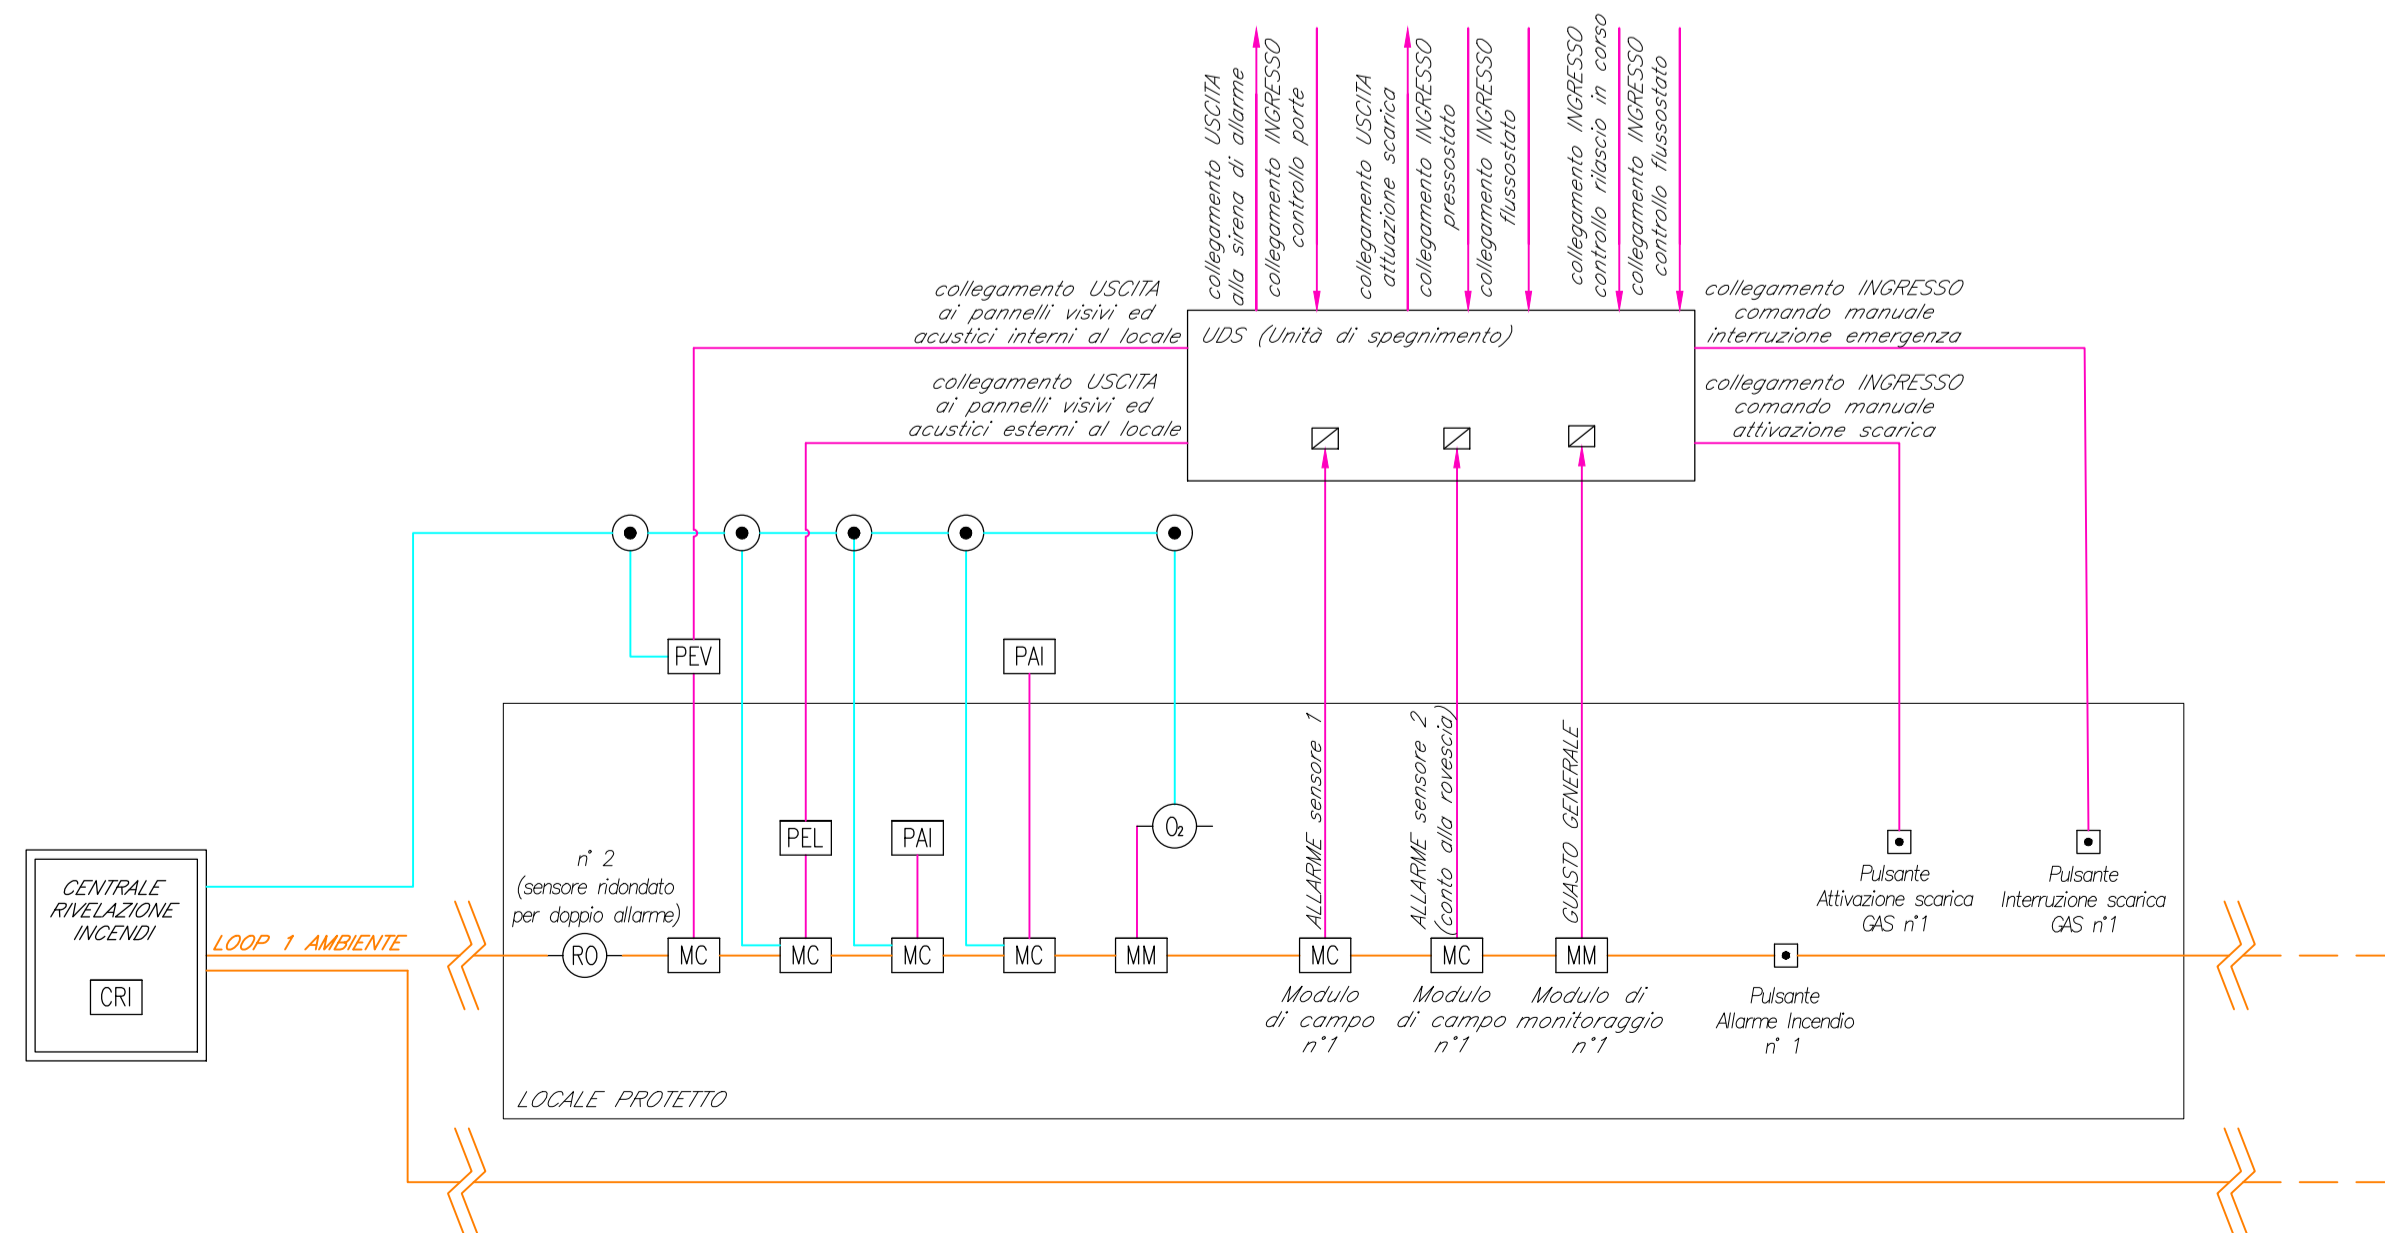 collegamento USCITA
alla sirena di allarme
collegamento INGRESSO
controllo porte
collegamento USCITA
attuazione scarica
collegamento INGRESSO
pressostato
collegamento INGRESSO
flussostato
collegamento INGRESSO
controllo rilascio in corso
collegamento INGRESSO
controllo flussostato
collegamento USCITA
ai pannelli visivi ed
acustici interni al locale
UDS (Unità di spegnimento)
collegamento INGRESSO
comando manuale
interruzione emergenza
collegamento USCITA
ai pannelli visivi ed
acustici esterni al locale
collegamento INGRESSO
comando manuale
attivazione scarica
PEV
PAI
ALLARME sensore 1
ALLARME sensore 2
(conto alla rovescia)
GUASTO GENERALE
PEL
PAI
O2
n° 2
(sensore ridondato
per doppio allarme)
Pulsante
Attivazione scarica
GAS n°1
Pulsante
Interruzione scarica
GAS n°1
CENTRALE
RIVELAZIONE
INCENDI
CRI
LOOP 1 AMBIENTE
RO
MC
MC
MC
MC
MM
MC
MC
MM
Modulo
di campo
n°1
Modulo
di campo
n°1
Modulo di
monitoraggio
n°1
Pulsante
Allarme Incendio
n° 1
LOCALE PROTETTO